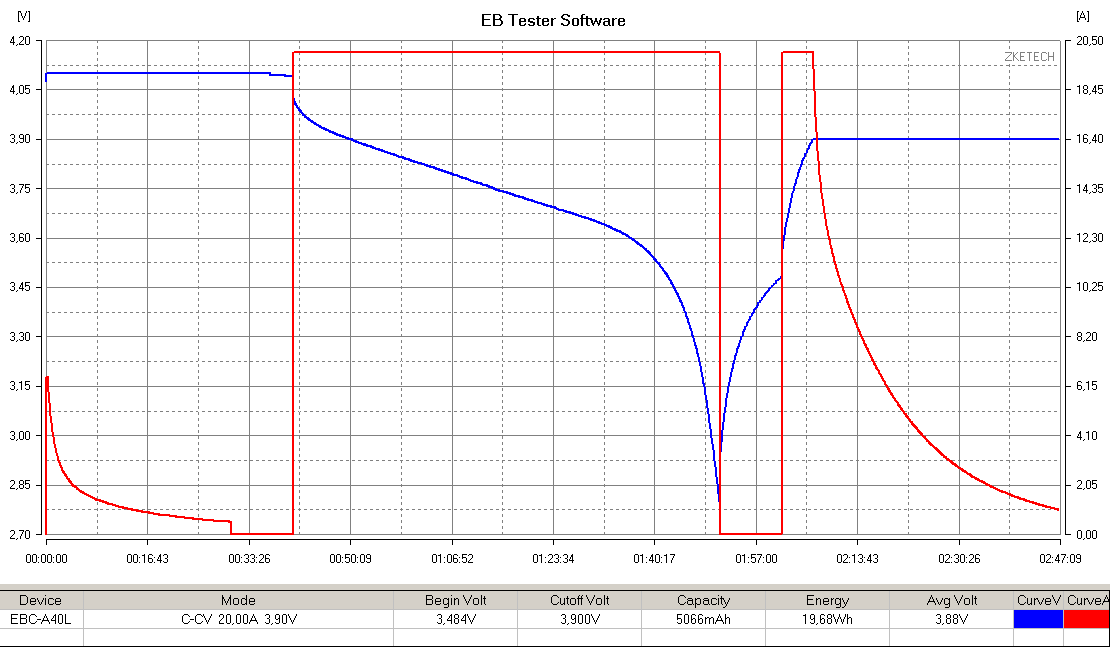 EB Tester Software
[V] [A]
ZKETECH
4,20 20,50
4,05 18,45
3,90 16,40
3,75 14,35
3,60 12,30
3,45 10,25
3,30 8,20
3,15 6,15
3,00 4,10
2,85 2,05
2,70 0,00
00:00:00 00:16:43 00:33:26 00:50:09 01:06:52 01:23:34 01:40:17 01:57:00 02:13:43 02:30:26 02:47:09
Device Mode Begin Volt Cutoff Volt Capacity Energy Avg Volt CurveV CurveA
EBC-A40L C-CV 20,00A 3,90V 3,484V 3,900V 5066mAh 19,68Wh 3,88V